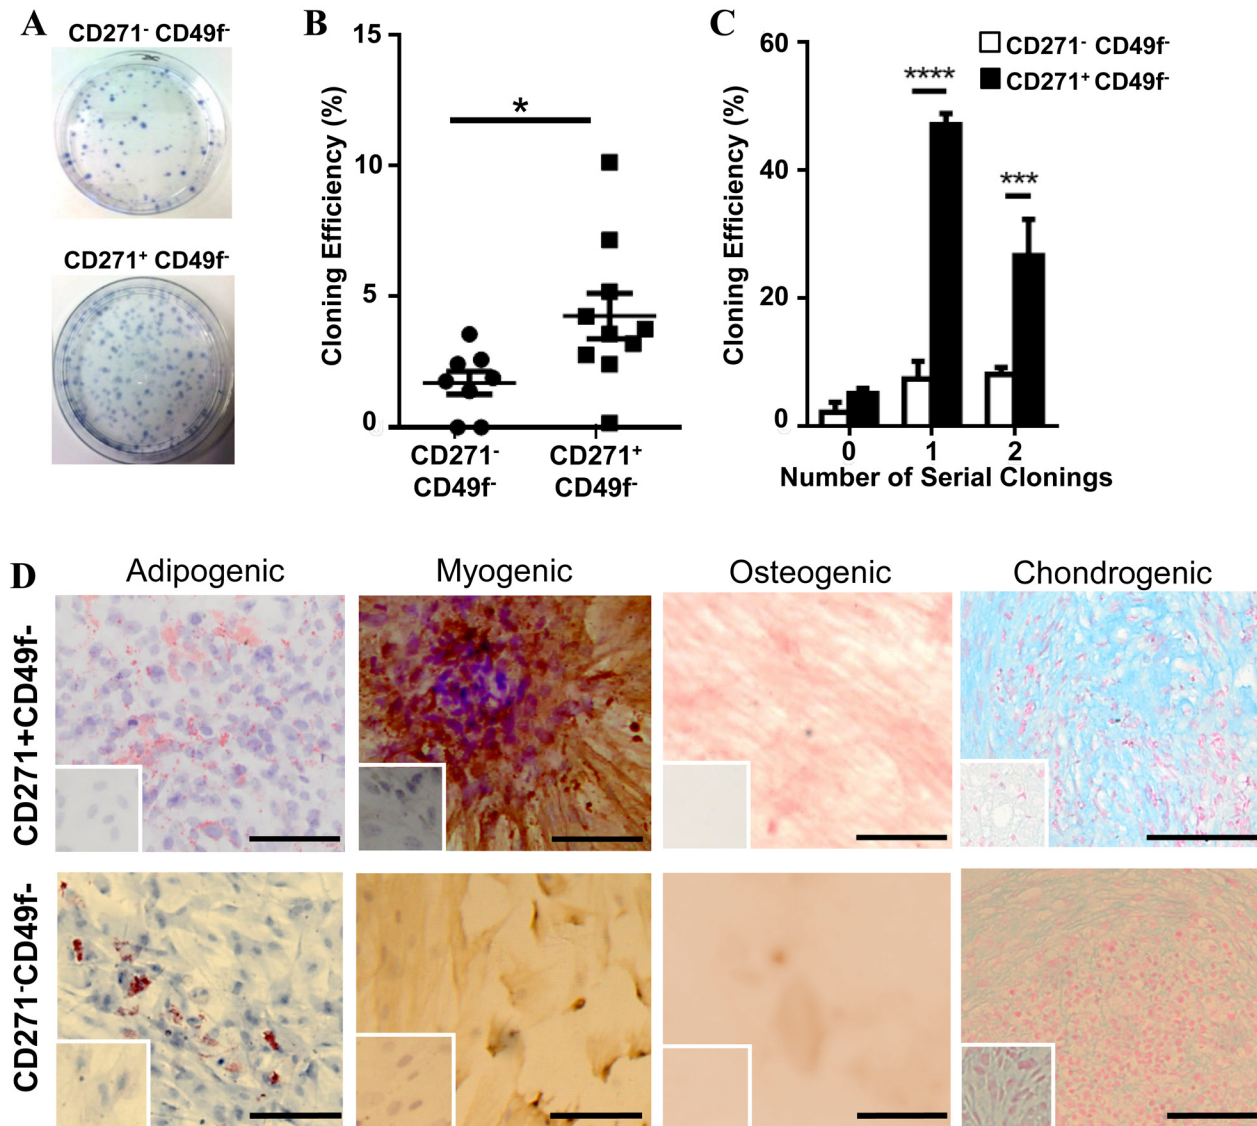 A
CD271⁻ CD49f⁻
CD271⁺ CD49f⁻
B
Cloning Efficiency (%)
15
10
5
0
*
CD271⁻
CD49f⁻
CD271⁺
CD49f⁻
C
Cloning Efficiency (%)
60
40
20
0
CD271⁻ CD49f⁻
CD271⁺ CD49f⁻
****
***
0 1 2
Number of Serial Clonings
D
Adipogenic Myogenic Osteogenic Chondrogenic
CD271+CD49f-
CD271⁻CD49f-